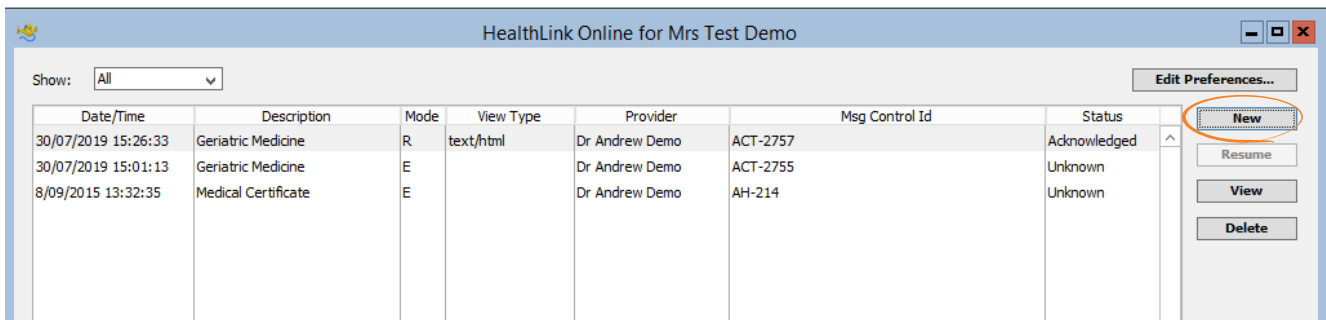 HealthLink Online for Mrs Test Demo
Show: All Edit Preferences...
Date/Time Description Mode View Type Provider Msg Control Id Status New
30/07/2019 15:26:33 Geriatric Medicine R text/html Dr Andrew Demo ACT-2757 Acknowledged
Resume
30/07/2019 15:01:13 Geriatric Medicine E Dr Andrew Demo ACT-2755 Unknown
8/09/2015 13:32:35 Medical Certificate E Dr Andrew Demo AH-214 Unknown View
Delete